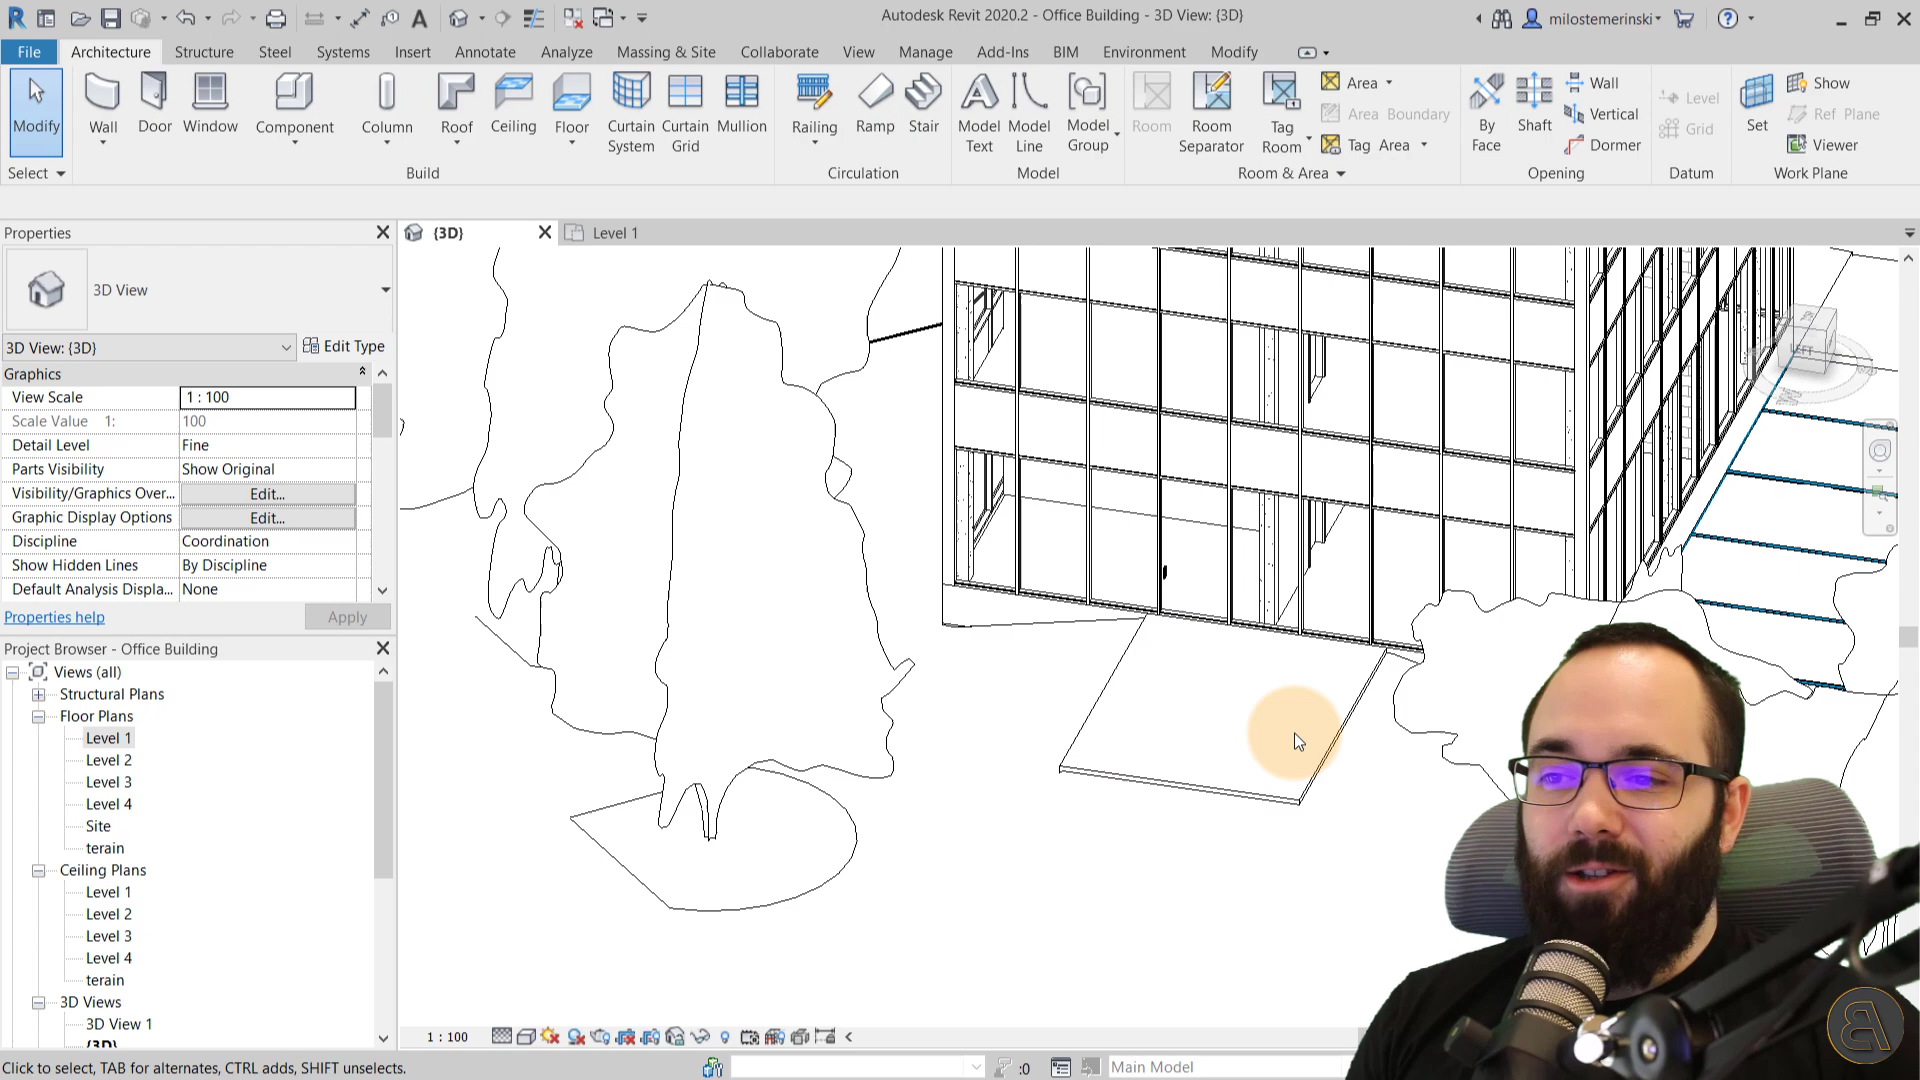 Autodesk Revit 2020.2 - Office Building - 3D View: {3D}
milostemerinski
File Architecture Structure Steel Systems Insert Annotate Analyze Massing & Site Collaborate View Manage Add-Ins BIM Environment Modify
Modify
Wall
Door
Window
Component
Column
Roof
Ceiling
Floor
Curtain System
Curtain Grid
Mullion
Railing
Ramp
Stair
Model Text
Model Line
Model Group
Room
Room Separator
Tag Room
Area
Area Boundary
Tag Area
By Face
Shaft
Wall
Vertical
Dormer
Level
Grid
Set
Show
Ref Plane
Viewer
Select
Build
Circulation
Model
Room & Area
Opening
Datum
Work Plane
Properties
{3D}
Level 1
3D View
3D View: {3D}
Edit Type
Graphics
View Scale 1 : 100
Scale Value 1: 100
Detail Level Fine
Parts Visibility Show Original
Visibility/Graphics Over... Edit...
Graphic Display Options Edit...
Discipline Coordination
Show Hidden Lines By Discipline
Default Analysis Displa... None
Properties help
Apply
Project Browser - Office Building
Views (all)
Structural Plans
Floor Plans
Level 1
Level 2
Level 3
Level 4
Site
terain
Ceiling Plans
Level 1
Level 2
Level 3
Level 4
terain
3D Views
3D View 1
{3D}
LEFT
1 : 100
Click to select, TAB for alternates, CTRL adds, SHIFT unselects.
:0
Main Model